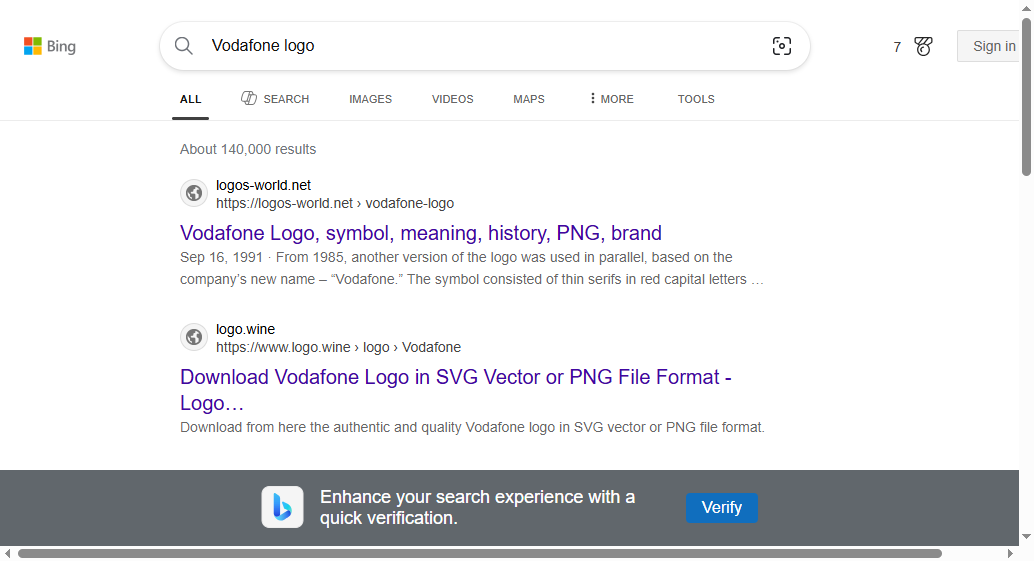 Bing
Vodafone logo
7
Sign in
ALL
SEARCH
IMAGES
VIDEOS
MAPS
MORE
TOOLS
About 140,000 results
logos-world.net
https://logos-world.net › vodafone-logo
Vodafone Logo, symbol, meaning, history, PNG, brand
Sep 16, 1991 · From 1985, another version of the logo was used in parallel, based on the
company's new name – “Vodafone.” The symbol consisted of thin serifs in red capital letters …
logo.wine
https://www.logo.wine › logo › Vodafone
Download Vodafone Logo in SVG Vector or PNG File Format -
Logo…
Download from here the authentic and quality Vodafone logo in SVG vector or PNG file format.
Enhance your search experience with a
quick verification.
Verify